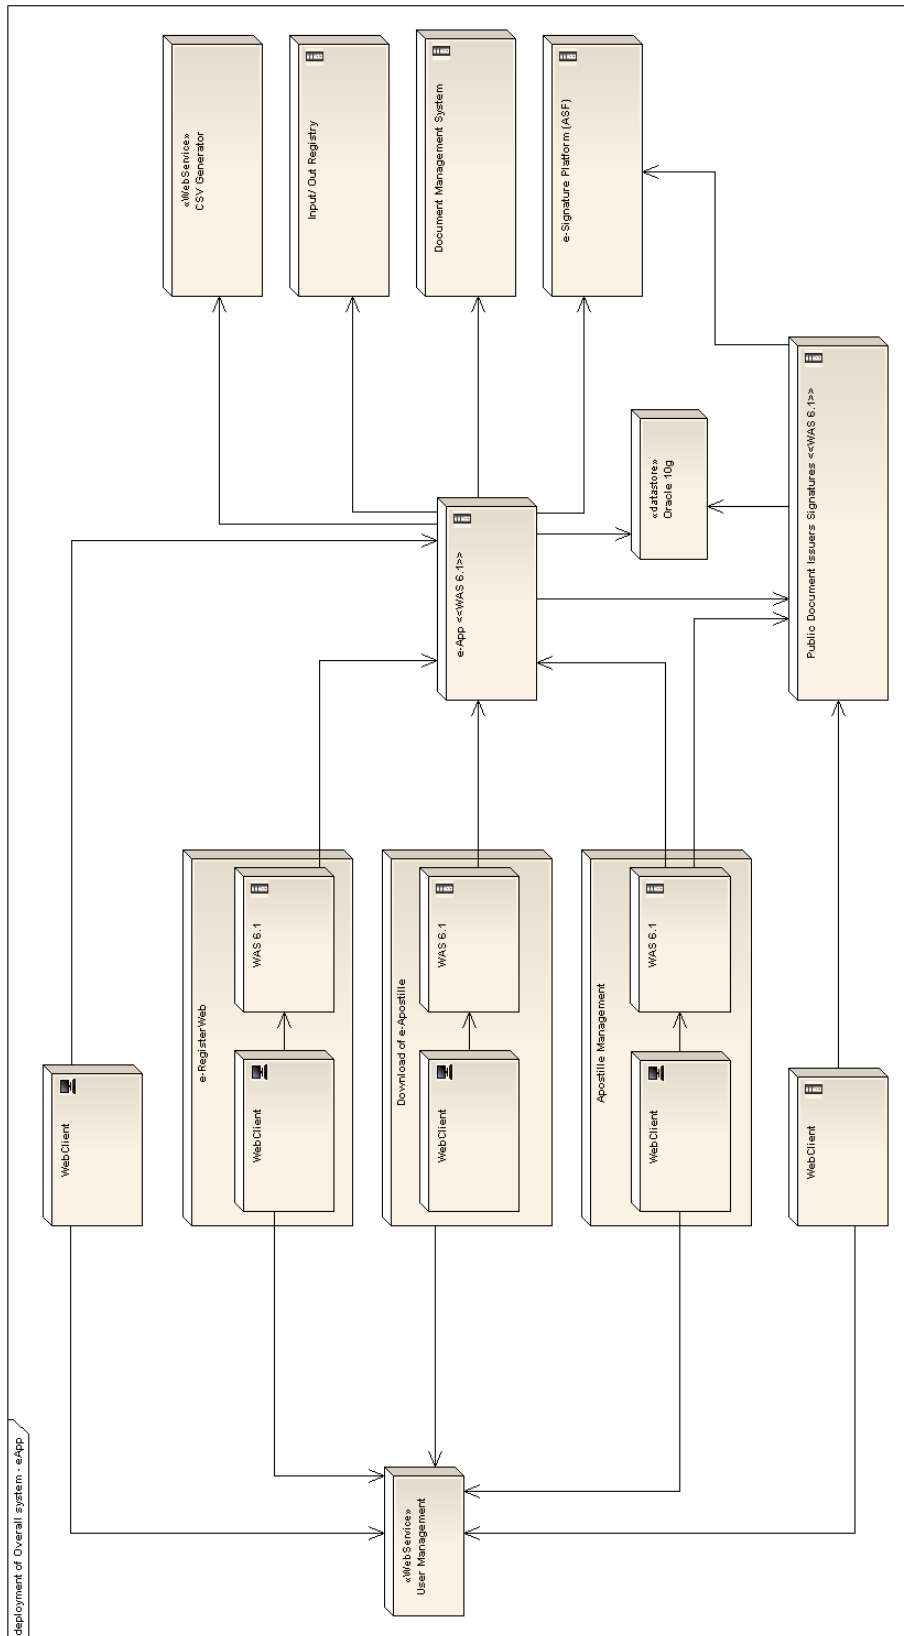 deployment of Overall system - eApp
WebClient
e-RegisterWeb
WebClient
WAS 6.1
Download of e-Apostille
WebClient
WAS 6.1
Apostille Management
WebClient
WAS 6.1
WebClient
«WebService»
User Management
e-App <<WAS 6.1>>
«datastore»
Oracle 10g
Public Document Issuers Signatures <<WAS 6.1>>
«WebService»
CSV Generator
Input/ Out Registry
Document Management System
e-Signature Platform (ASF)